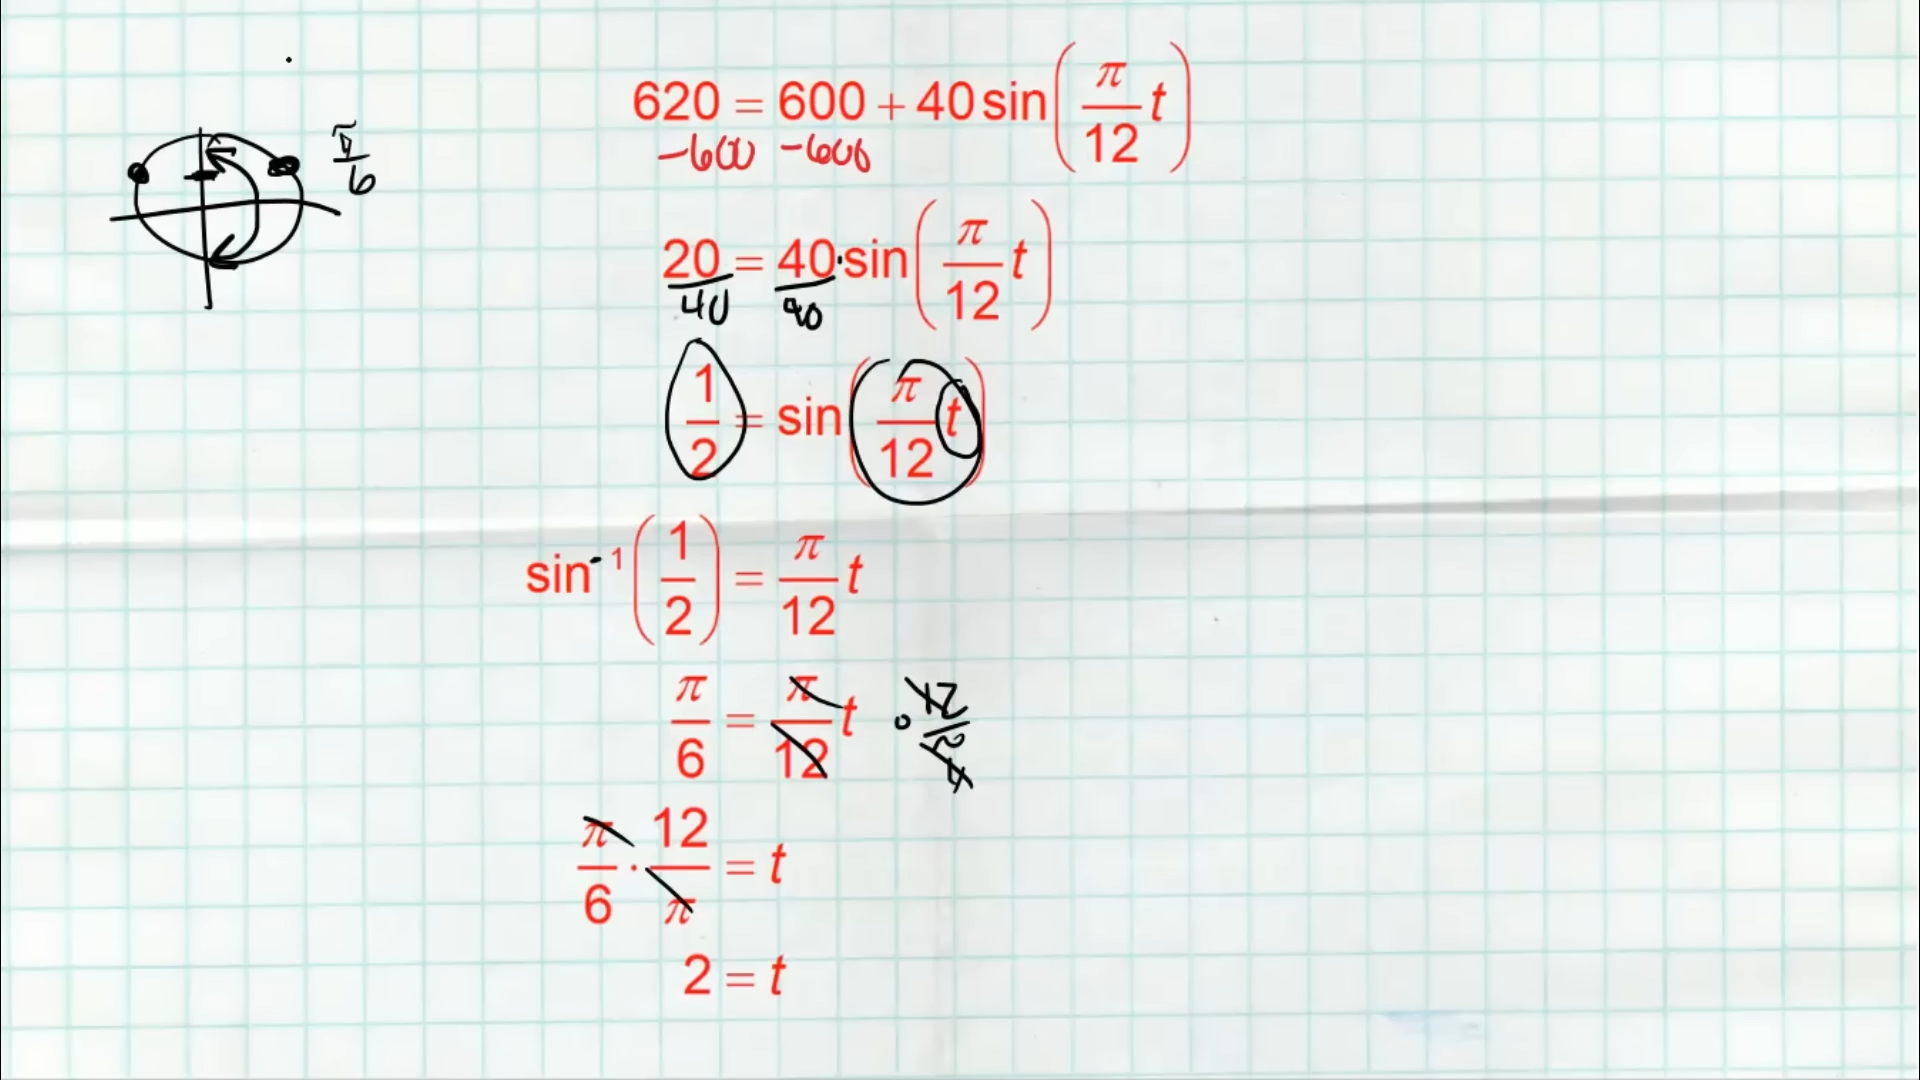 620 = 600 + 40 sin(π/12 t)
-600 -600
π/6
20 = 40·sin(π/12 t)
40 40
1/2 = sin(π/12 t)
sin⁻¹(1/2) = π/12 t
π/6 = π/12 t · 12/π
π/6 · 12/π = t
2 = t